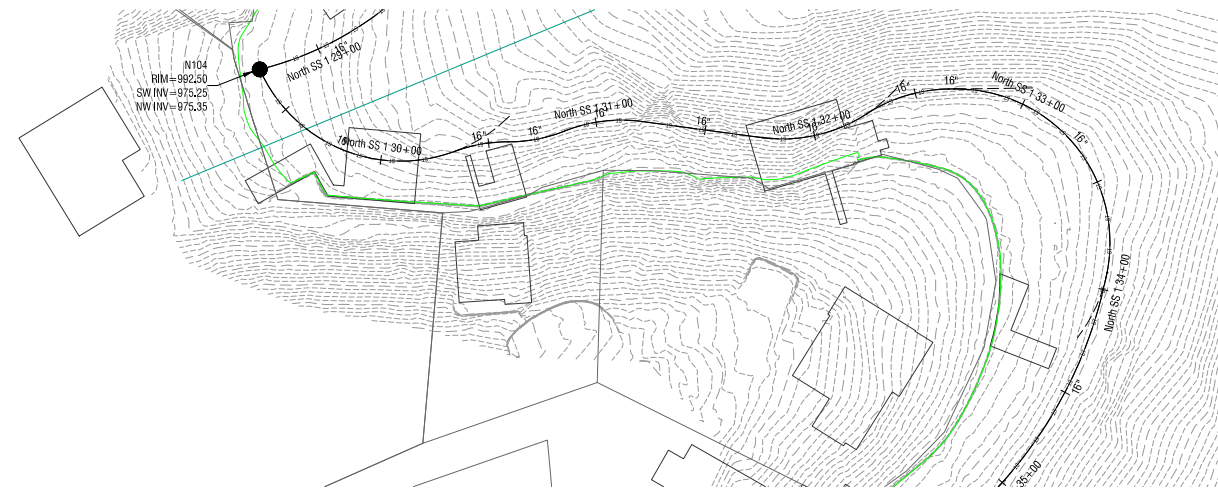 N104
RIM=992.50
SW INV=975.25
NW INV=975.35
16"
North SS 1 29+00
16"
North SS 1 30+00
16"
16"
North SS 1 31+00
16"
16"
North SS 1 32+00
16"
16"
North SS 1 33+00
16"
North SS 1 34+00
16"
35+00